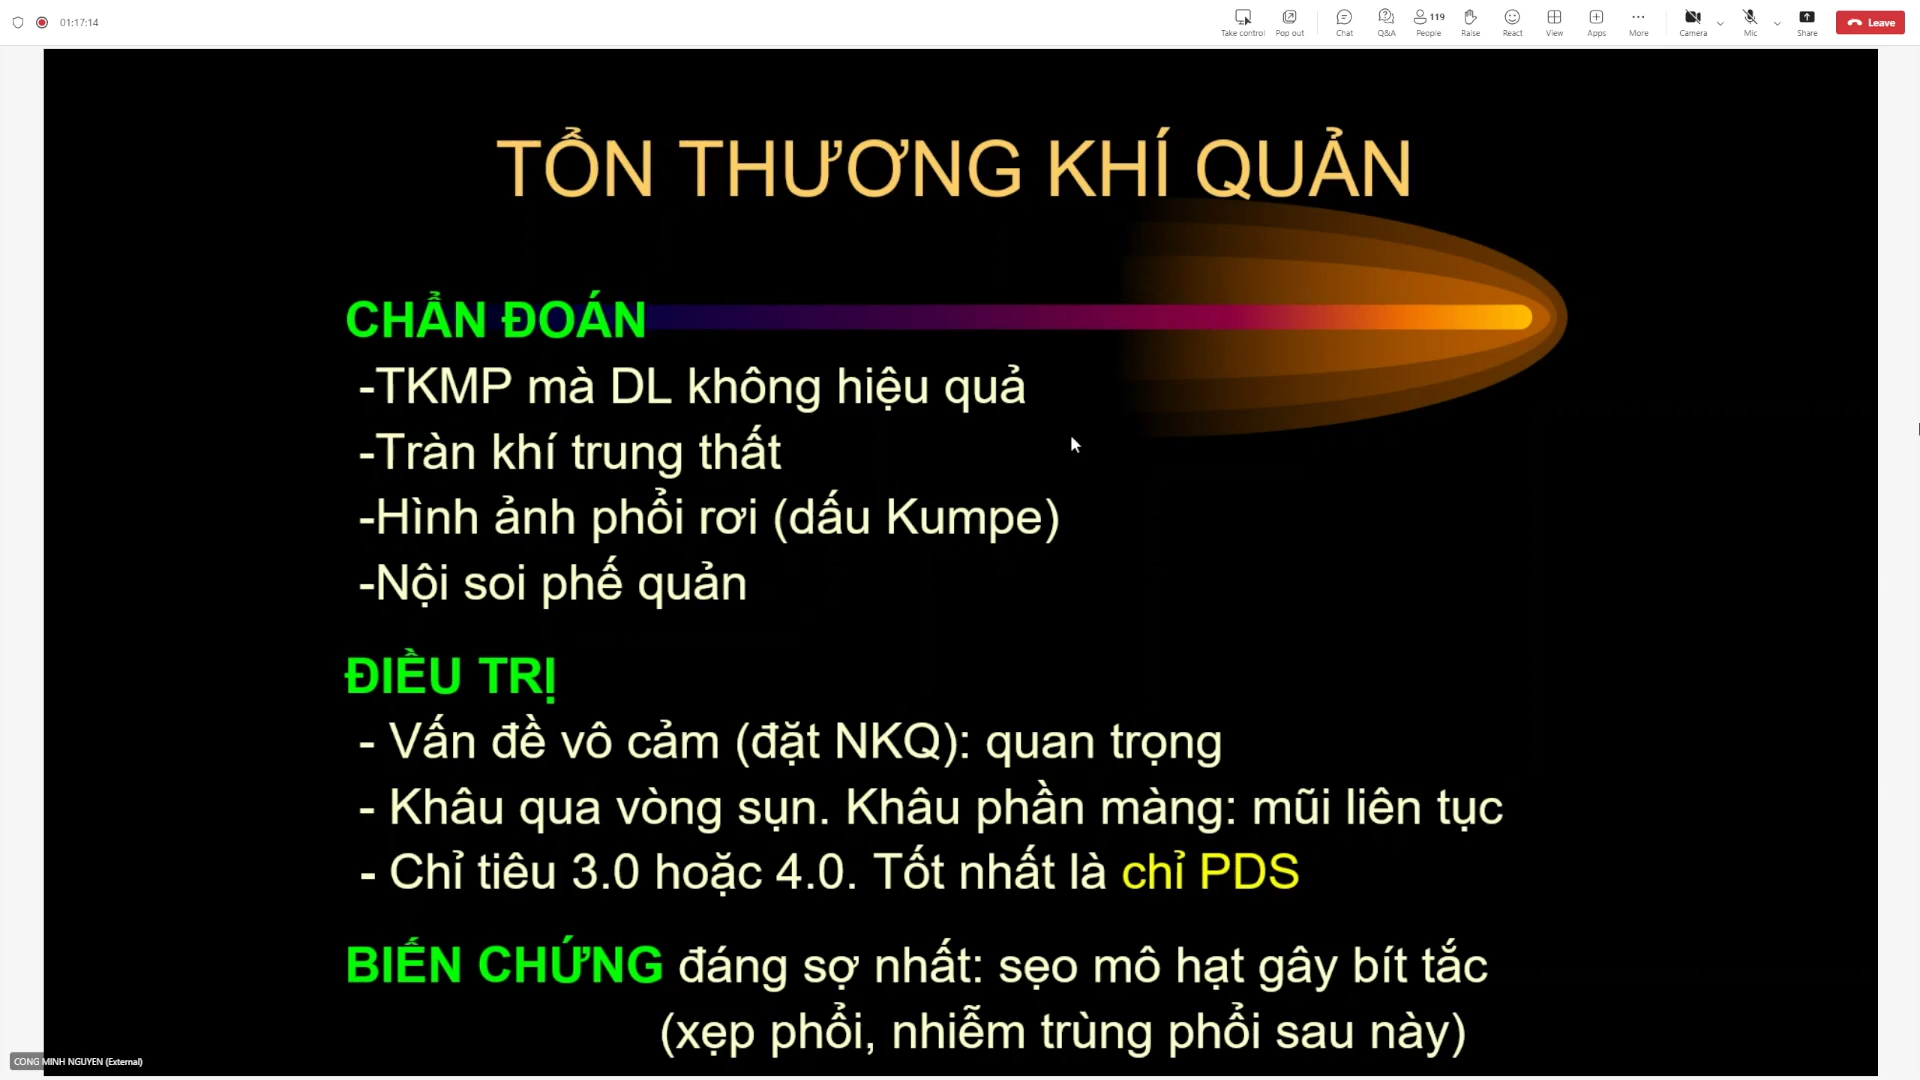 01:17:14
Take control
Pop out
Chat
Q&A
119
People
Raise
React
View
Apps
More
Camera
Mic
Share
Leave
TỔN THƯƠNG KHÍ QUẢN
CHẨN ĐOÁN
-TKMP mà DL không hiệu quả
-Tràn khí trung thất
-Hình ảnh phổi rơi (dấu Kumpe)
-Nội soi phế quản
ĐIỀU TRỊ
- Vấn đề vô cảm (đặt NKQ): quan trọng
- Khâu qua vòng sụn. Khâu phần màng: mũi liên tục
- Chỉ tiêu 3.0 hoặc 4.0. Tốt nhất là chỉ PDS
BIẾN CHỨNG đáng sợ nhất: sẹo mô hạt gây bít tắc
(xẹp phổi, nhiễm trùng phổi sau này)
CONG MINH NGUYEN (External)